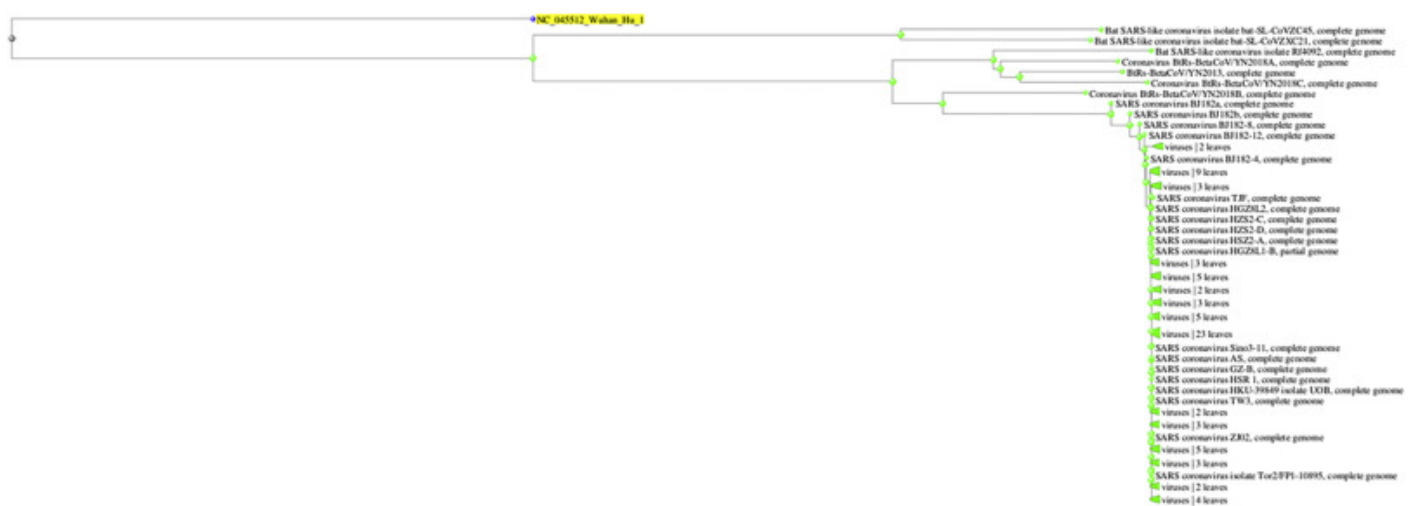 NC_045512_Wuhan_Hu_1
Bat SARS-like coronavirus isolate bat-SL-CoVZC45, complete genome
Bat SARS-like coronavirus isolate bat-SL-CoVZXC21, complete genome
Bat SARS-like coronavirus isolate Rf4092, complete genome
Coronavirus BtRs-BetaCoV/YN2018A, complete genome
BtRs-BetaCoV/YN2013, complete genome
Coronavirus BtRs-BetaCoV/YN2018C, complete genome
Coronavirus BtRs-BetaCoV/YN2018B, complete genome
SARS coronavirus BJ182a, complete genome
SARS coronavirus BJ182b, complete genome
SARS coronavirus BJ182-8, complete genome
SARS coronavirus BJ182-12, complete genome
viruses | 2 leaves
SARS coronavirus BJ182-4, complete genome
viruses | 9 leaves
viruses | 3 leaves
SARS coronavirus TJF, complete genome
SARS coronavirus HGZ8L2, complete genome
SARS coronavirus HZS2-C, complete genome
SARS coronavirus HZS2-D, complete genome
SARS coronavirus HSZ2-A, complete genome
SARS coronavirus HGZ8L1-B, partial genome
viruses | 3 leaves
viruses | 5 leaves
viruses | 2 leaves
viruses | 3 leaves
viruses | 5 leaves
viruses | 23 leaves
SARS coronavirus Sino3-11, complete genome
SARS coronavirus AS, complete genome
SARS coronavirus GZ-B, complete genome
SARS coronavirus HSR 1, complete genome
SARS coronavirus HKU-39849 isolate UOB, complete genome
SARS coronavirus TW3, complete genome
viruses | 2 leaves
viruses | 3 leaves
SARS coronavirus ZJ02, complete genome
viruses | 5 leaves
viruses | 3 leaves
SARS coronavirus isolate Tor2/FP1-10895, complete genome
viruses | 2 leaves
viruses | 4 leaves